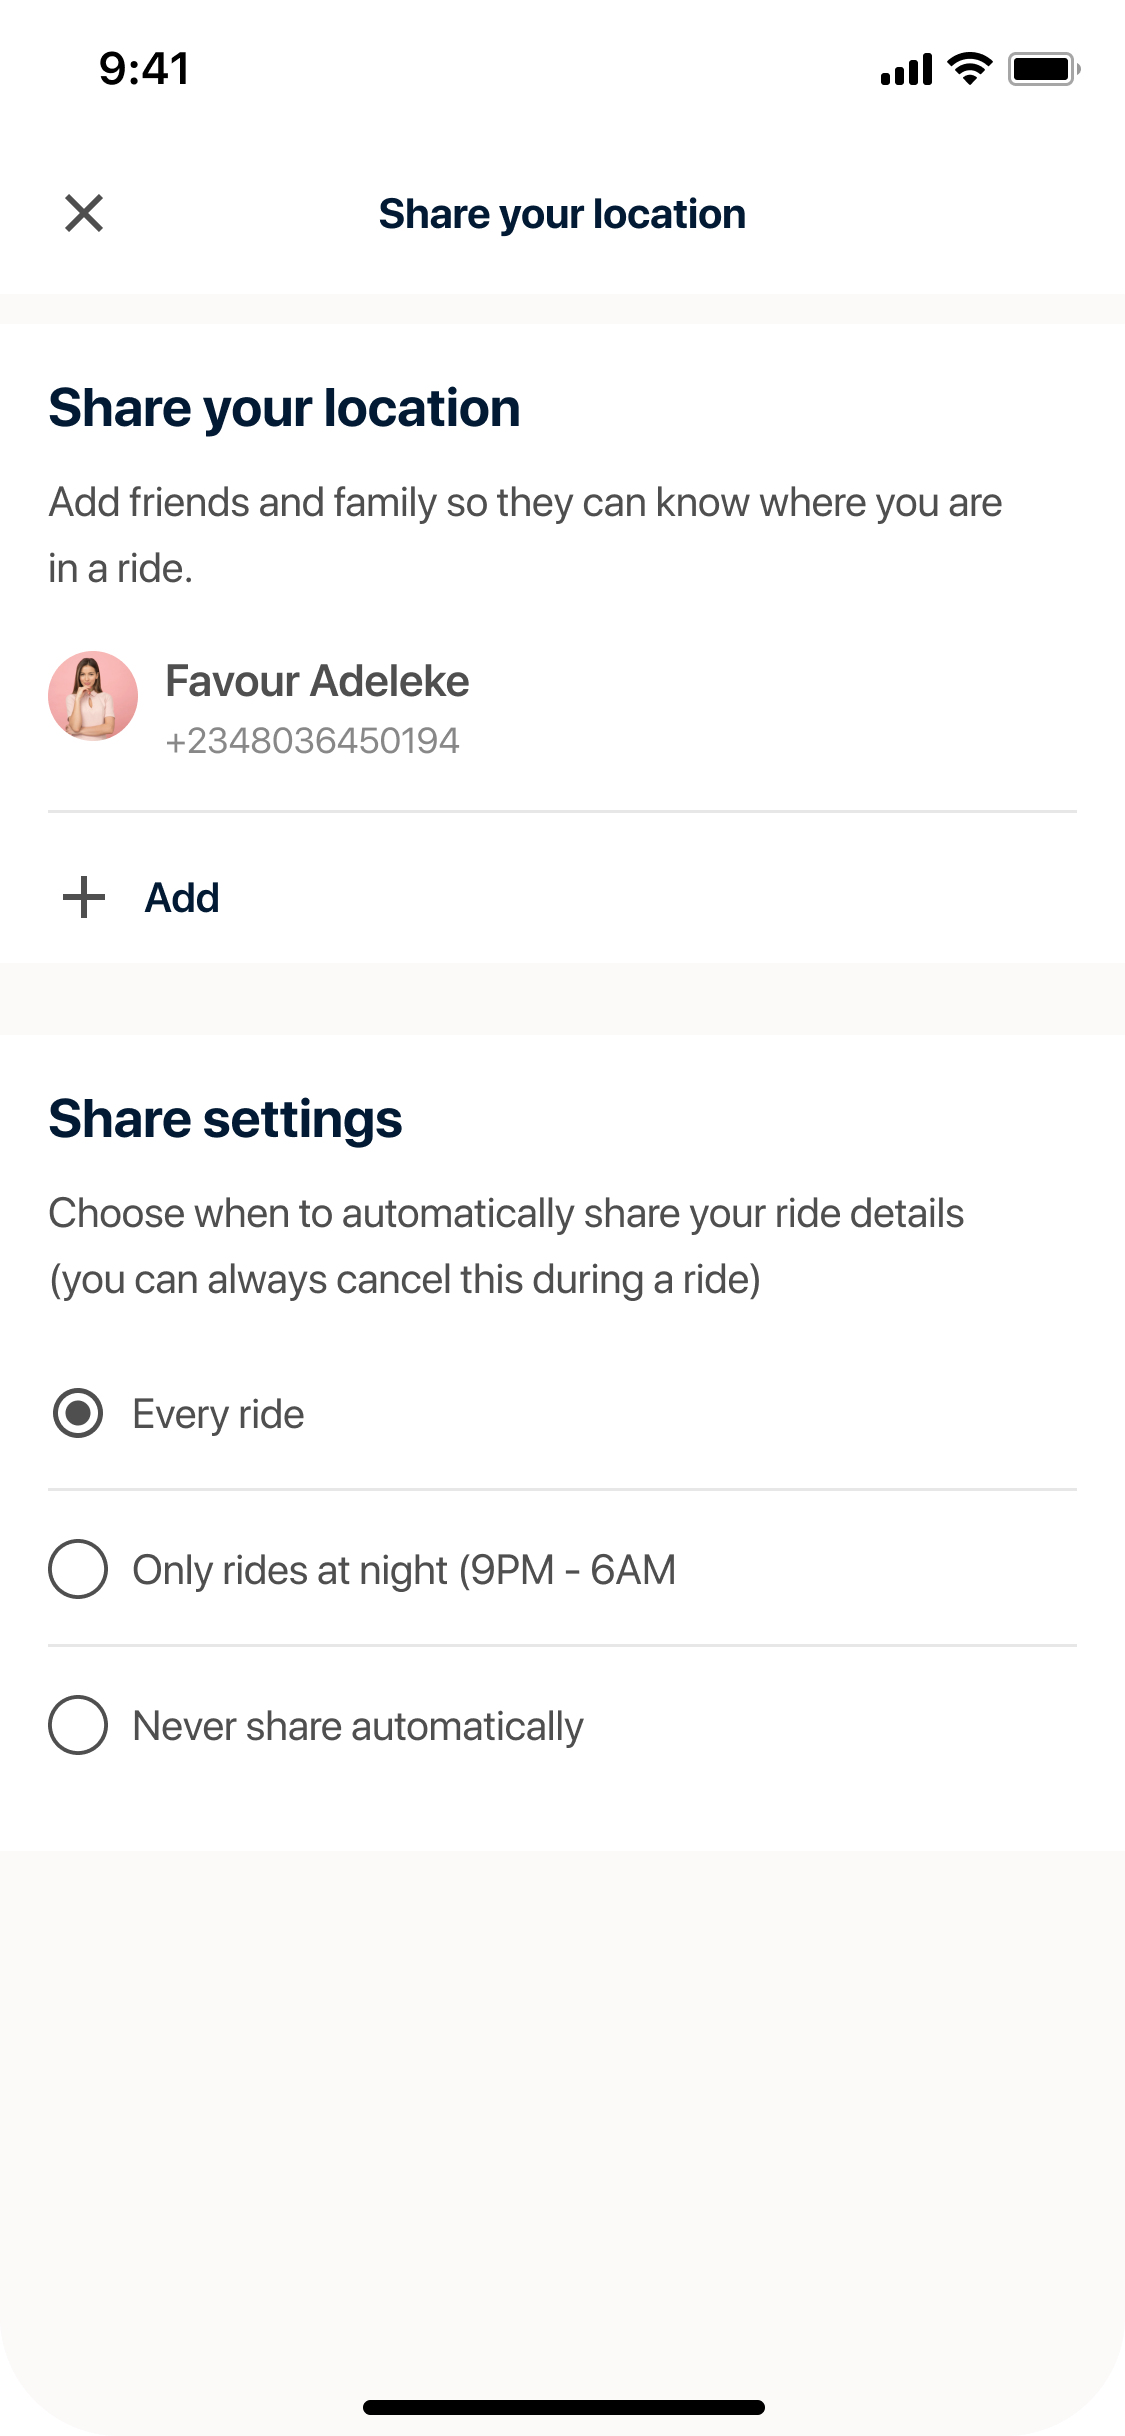 9:41
Share your location
Share your location
Add friends and family so they can know where you are
in a ride.
Favour Adeleke
+2348036450194
Add
Share settings
Choose when to automatically share your ride details
(you can always cancel this during a ride)
Every ride
Only rides at night (9PM - 6AM
Never share automatically